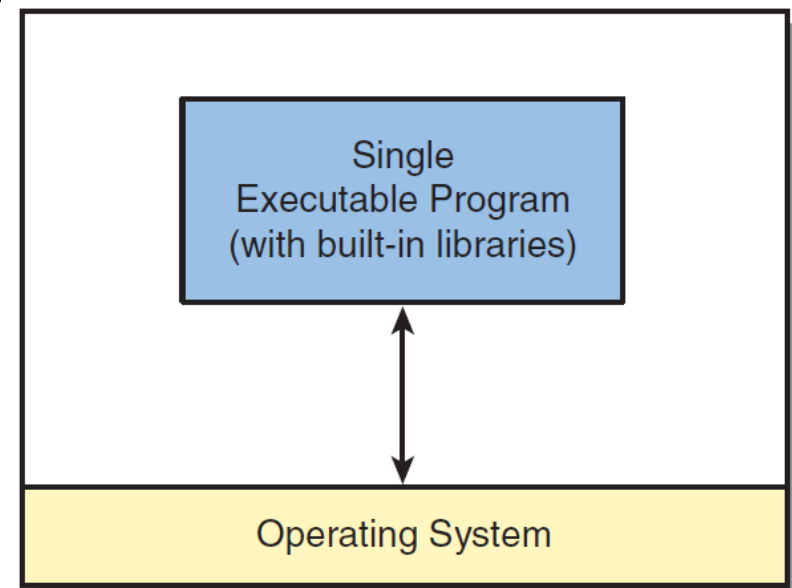 Single
Executable Program
(with built-in libraries)
Operating System